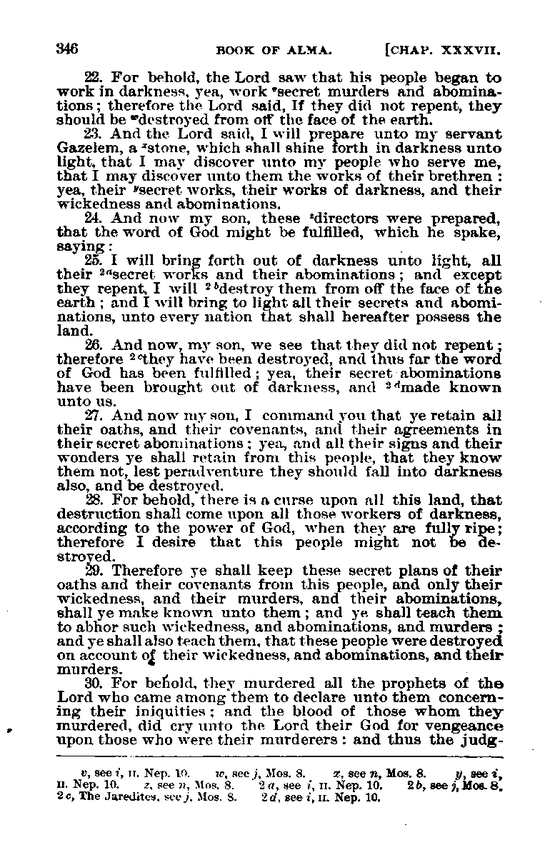 346 BOOK OF ALMA. [CHAP. XXXVII.
22. For behold, the Lord saw that his people began to
work in darkness, yea, work ᵛsecret murders and abomina-
tions; therefore the Lord said, If they did not repent, they
should be ʷdestroyed from off the face of the earth.
23. And the Lord said, I will prepare unto my servant
Gazelem, a ˣstone, which shall shine forth in darkness unto
light, that I may discover unto my people who serve me,
that I may discover unto them the works of their brethren:
yea, their ʸsecret works, their works of darkness, and their
wickedness and abominations.
24. And now my son, these ᶻdirectors were prepared,
that the word of God might be fulfilled, which he spake,
saying:
25. I will bring forth out of darkness unto light, all
their ²ᵃsecret works and their abominations; and except
they repent, I will ²ᵇdestroy them from off the face of the
earth; and I will bring to light all their secrets and abomi-
nations, unto every nation that shall hereafter possess the
land.
26. And now, my son, we see that they did not repent;
therefore ²ᶜthey have been destroyed, and thus far the word
of God has been fulfilled; yea, their secret abominations
have been brought out of darkness, and ²ᵈmade known
unto us.
27. And now my son, I command you that ye retain all
their oaths, and their covenants, and their agreements in
their secret abominations; yea, and all their signs and their
wonders ye shall retain from this people, that they know
them not, lest peradventure they should fall into darkness
also, and be destroyed.
28. For behold, there is a curse upon all this land, that
destruction shall come upon all those workers of darkness,
according to the power of God, when they are fully ripe;
therefore I desire that this people might not be de-
stroyed.
29. Therefore ye shall keep these secret plans of their
oaths and their covenants from this people, and only their
wickedness, and their murders, and their abominations,
shall ye make known unto them; and ye shall teach them
to abhor such wickedness, and abominations, and murders;
and ye shall also teach them, that these people were destroyed
on account of their wickedness, and abominations, and their
murders.
30. For behold, they murdered all the prophets of the
Lord who came among them to declare unto them concern-
ing their iniquities; and the blood of those whom they
murdered, did cry unto the Lord their God for vengeance
upon those who were their murderers: and thus the judg-
v, see i, II. Nep. 10. w, see j, Mos. 8. x, see n, Mos. 8. y, see i,
II. Nep. 10. z, see n, Mos. 8. 2a, see i, II. Nep. 10. 2b, see j, Mos. 8.
2c, The Jaredites, see j, Mos. 8. 2d, see i, II. Nep. 10.